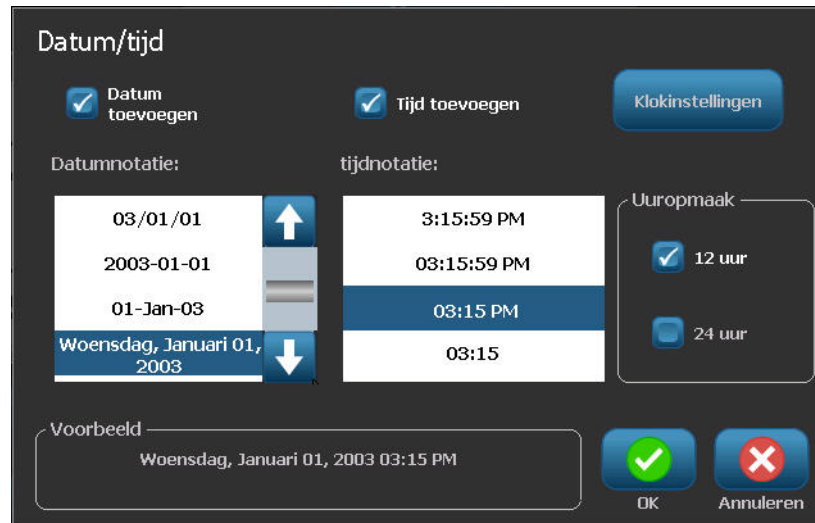 Datum/tijd
Datum
toevoegen
Tijd toevoegen
Klokinstellingen
Datumnotatie:
tijdnotatie:
03/01/01
2003-01-01
01-Jan-03
Woensdag, Januari 01,
2003
3:15:59 PM
03:15:59 PM
03:15 PM
03:15
Uuropmaak
12 uur
24 uur
Voorbeeld
Woensdag, Januari 01, 2003 03:15 PM
OK
Annuleren